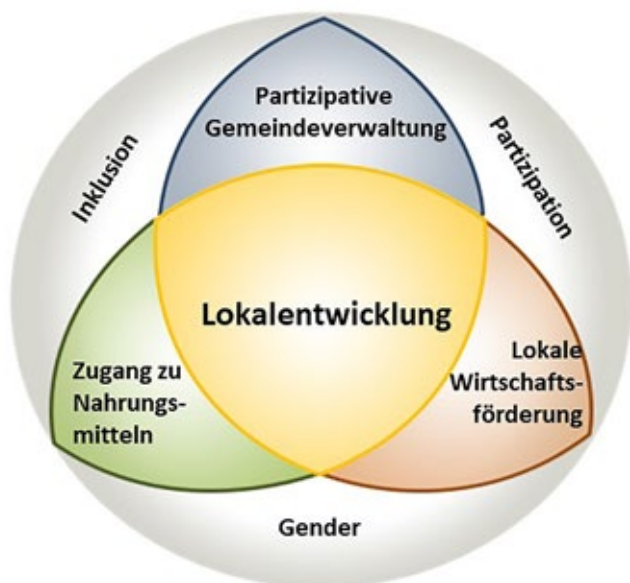 Partizipative
Gemeindeverwaltung
Inklusion
Partizipation
Lokalentwicklung
Zugang zu
Nahrungs-
mitteln
Lokale
Wirtschafts-
förderung
Gender